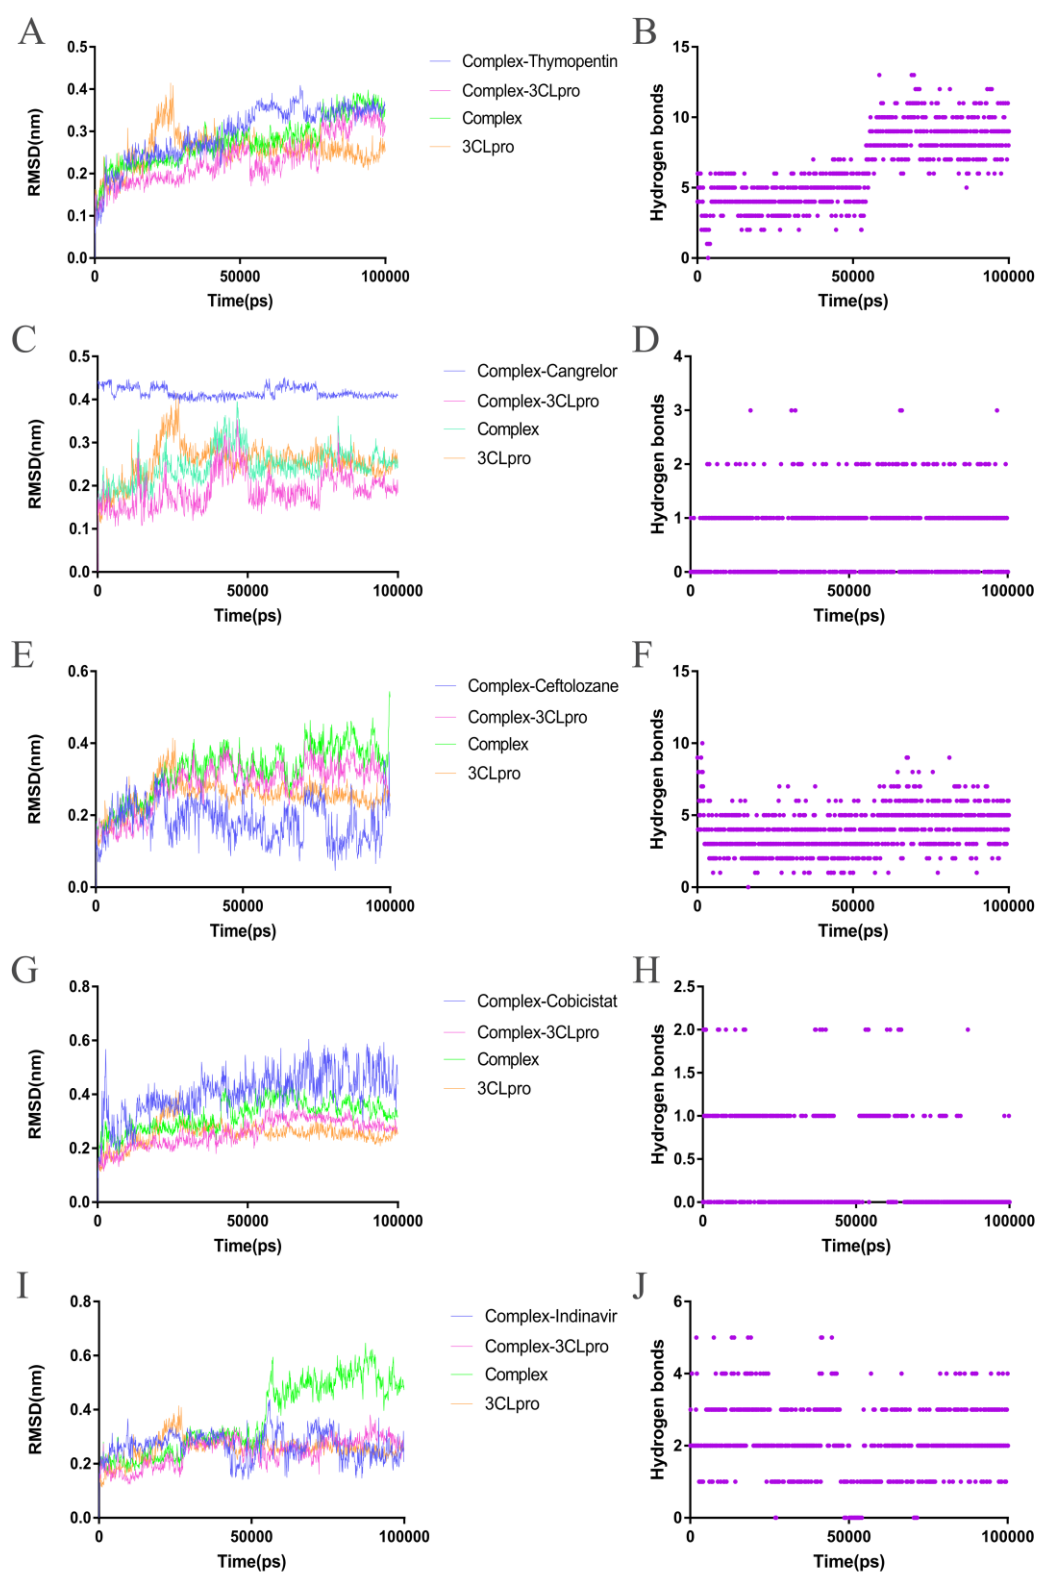 A
0.5
0.4
0.3
0.2
0.1
0.0
RMSD(nm)
0
50000
100000
Time(ps)
Complex-Thymopentin
Complex-3CLpro
Complex
3CLpro
B
15
10
5
0
Hydrogen bonds
0
50000
100000
Time(ps)
C
0.5
0.4
0.3
0.2
0.1
0.0
RMSD(nm)
0
50000
100000
Time(ps)
Complex-Cangrelor
Complex-3CLpro
Complex
3CLpro
D
4
3
2
1
0
Hydrogen bonds
0
50000
100000
Time(ps)
E
0.6
0.4
0.2
0.0
RMSD(nm)
0
50000
100000
Time(ps)
Complex-Ceftolozane
Complex-3CLpro
Complex
3CLpro
F
15
10
5
0
Hydrogen bonds
0
50000
100000
Time(ps)
G
0.8
0.6
0.4
0.2
0.0
RMSD(nm)
0
50000
100000
Time(ps)
Complex-Cobicistat
Complex-3CLpro
Complex
3CLpro
H
2.5
2.0
1.5
1.0
0.5
0.0
Hydrogen bonds
0
50000
100000
Time(ps)
I
0.8
0.6
0.4
0.2
0.0
RMSD(nm)
0
50000
100000
Time(ps)
Complex-Indinavir
Complex-3CLpro
Complex
3CLpro
J
6
4
2
0
Hydrogen bonds
0
50000
100000
Time(ps)